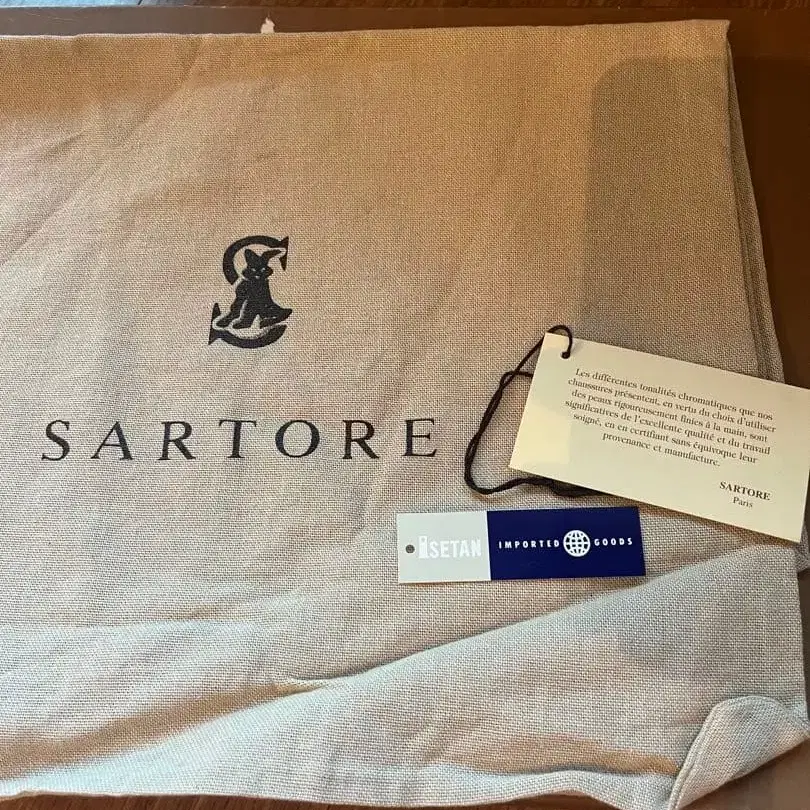 S
SARTORE
Les différentes tonalités chromatiques que nos
chaussures présentent, en vertu du choix d'utiliser
des peaux rigoureusement finies à la main, sont
significatives de l'excellente qualité et du travail
soigné, en en certifiant sans équivoque leur
provenance et manufacture.
SARTORE
Paris
iSETAN IMPORTED GOODS